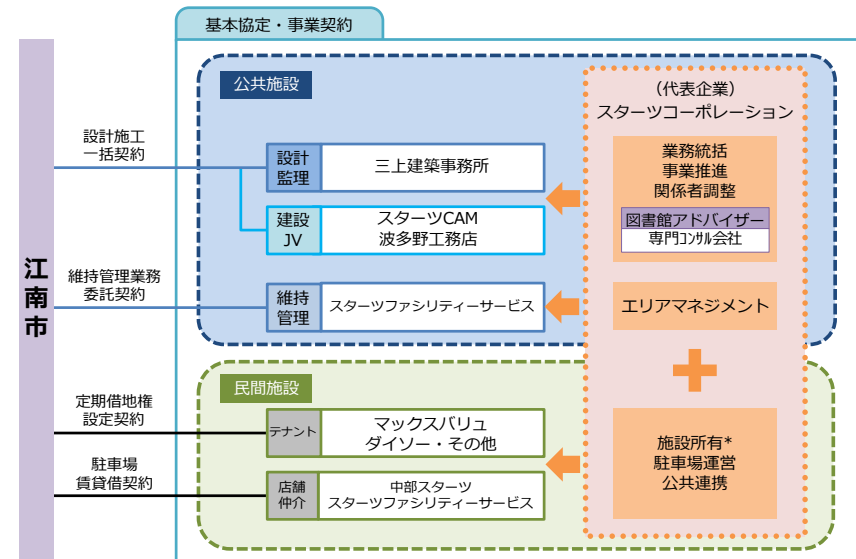 基本協定・事業契約
江南市
公共施設
設計施工
一括契約
設計
監理
三上建築事務所
建設
JV
スターツCAM
波多野工務店
維持管理業務
委託契約
維持
管理
スターツファシリティーサービス
(代表企業)
スターツコーポレーション
業務統括
事業推進
関係者調整
図書館アドバイザー
専門ｺﾝｻﾙ会社
エリアマネジメント
民間施設
定期借地権
設定契約
テナント
マックスバリュ
ダイソー・その他
駐車場
賃貸借契約
店舗
仲介
中部スターツ
スターツファシリティーサービス
施設所有*
駐車場運営
公共連携